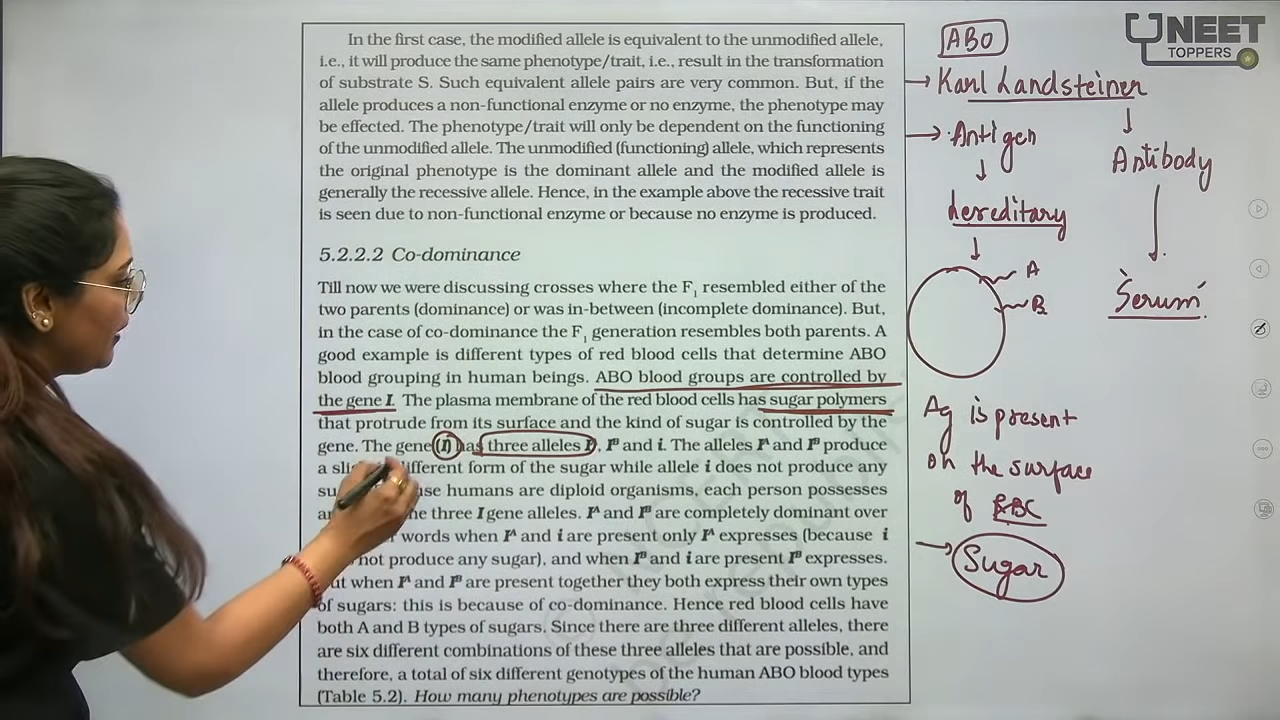 In the first case, the modified allele is equivalent to the unmodified allele,
i.e., it will produce the same phenotype/trait, i.e., result in the transformation
of substrate S. Such equivalent allele pairs are very common. But, if the
allele produces a non-functional enzyme or no enzyme, the phenotype may
be effected. The phenotype/trait will only be dependent on the functioning
of the unmodified allele. The unmodified (functioning) allele, which represents
the original phenotype is the dominant allele and the modified allele is
generally the recessive allele. Hence, in the example above the recessive trait
is seen due to non-functional enzyme or because no enzyme is produced.
5.2.2.2 Co-dominance
Till now we were discussing crosses where the F₁ resembled either of the
two parents (dominance) or was in-between (incomplete dominance). But,
in the case of co-dominance the F₁ generation resembles both parents. A
good example is different types of red blood cells that determine ABO
blood grouping in human beings. ABO blood groups are controlled by
the gene I. The plasma membrane of the red blood cells has sugar polymers
that protrude from its surface and the kind of sugar is controlled by the
gene. The gene (I) has three alleles Iᴬ, Iᴮ and i. The alleles Iᴬ and Iᴮ produce
a different form of the sugar while allele i does not produce any
humans are diploid organisms, each person possesses
the three I gene alleles. Iᴬ and Iᴮ are completely dominant over
words when Iᴬ and i are present only Iᴬ expresses (because i
not produce any sugar), and when Iᴮ and i are present Iᴮ expresses.
when Iᴬ and Iᴮ are present together they both express their own types
of sugars: this is because of co-dominance. Hence red blood cells have
both A and B types of sugars. Since there are three different alleles, there
are six different combinations of these three alleles that are possible, and
therefore, a total of six different genotypes of the human ABO blood types
(Table 5.2). How many phenotypes are possible?
ABO
→ Karl Landsteiner
→ Antigen
↓
hereditary
↓
A
B
Ag is present
on the surface
of RBC
→ Sugar
↓
Antibody
↓
Serum
NEET
TOPPERS